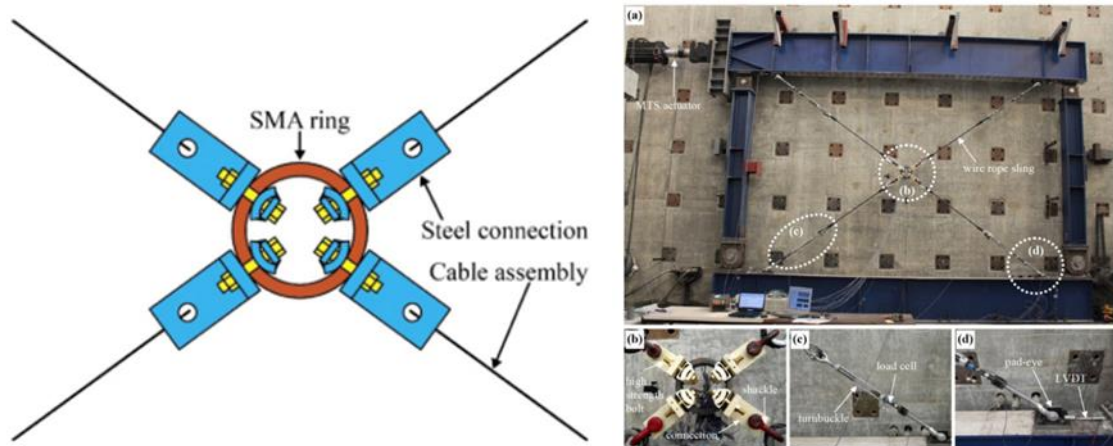 SMA ring
Steel connection
Cable assembly
(a)
MTS actuator
wire rope sling
(b)
(c)
(d)
(b)
high
strength
bolt
shackle
connection
(c)
load cell
turnbuckle
(d)
pad-eye
LVDT